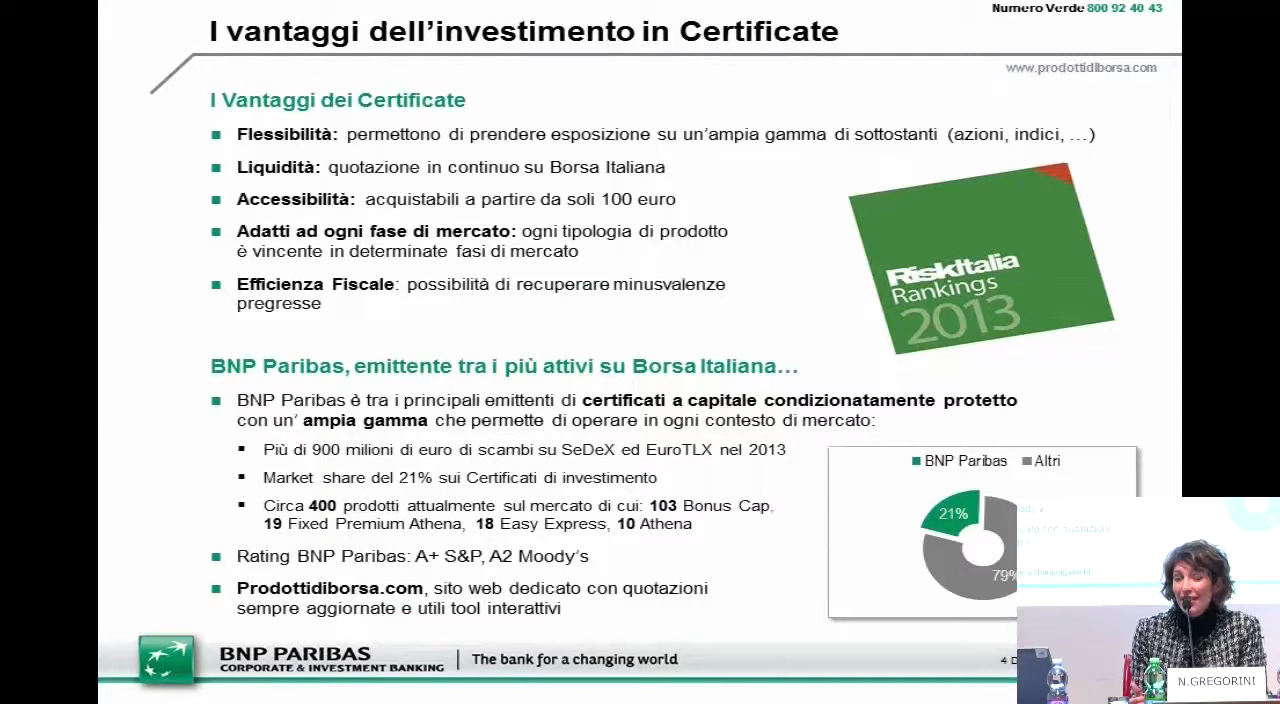 Numero Verde 800 92 40 43
I vantaggi dell'investimento in Certificate
www.prodottidiborsa.com
I Vantaggi dei Certificate
Flessibilità: permettono di prendere esposizione su un'ampia gamma di sottostanti (azioni, indici, …)
Liquidità: quotazione in continuo su Borsa Italiana
Accessibilità: acquistabili a partire da soli 100 euro
Adatti ad ogni fase di mercato: ogni tipologia di prodotto
è vincente in determinate fasi di mercato
Efficienza Fiscale: possibilità di recuperare minusvalenze
pregresse
RiskItalia
Rankings
2013
BNP Paribas, emittente tra i più attivi su Borsa Italiana…
BNP Paribas è tra i principali emittenti di certificati a capitale condizionatamente protetto
con un' ampia gamma che permette di operare in ogni contesto di mercato:
Più di 900 milioni di euro di scambi su SeDeX ed EuroTLX nel 2013
Market share del 21% sui Certificati di investimento
Circa 400 prodotti attualmente sul mercato di cui: 103 Bonus Cap,
19 Fixed Premium Athena, 18 Easy Express, 10 Athena
Rating BNP Paribas: A+ S&P, A2 Moody's
Prodottidiborsa.com, sito web dedicato con quotazioni
sempre aggiornate e utili tool interattivi
BNP Paribas Altri
21%
79%
BNP PARIBAS
CORPORATE & INVESTMENT BANKING
The bank for a changing world
4
N.GREGORINI